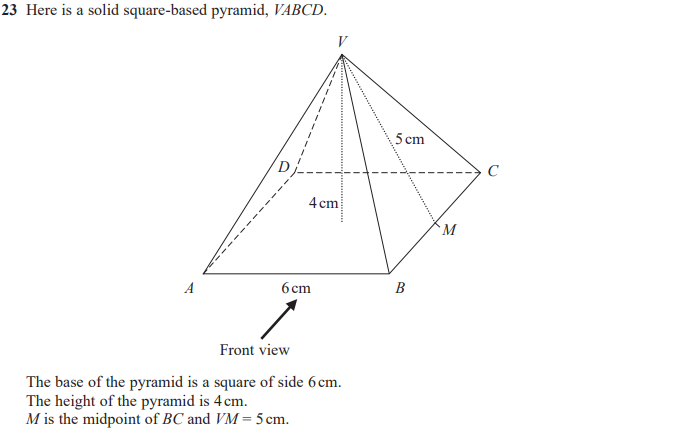 23 Here is a solid square-based pyramid, VABCD.
V
5 cm
D
C
4 cm
M
A
6 cm
B
Front view
The base of the pyramid is a square of side 6 cm.
The height of the pyramid is 4 cm.
M is the midpoint of BC and VM = 5 cm.